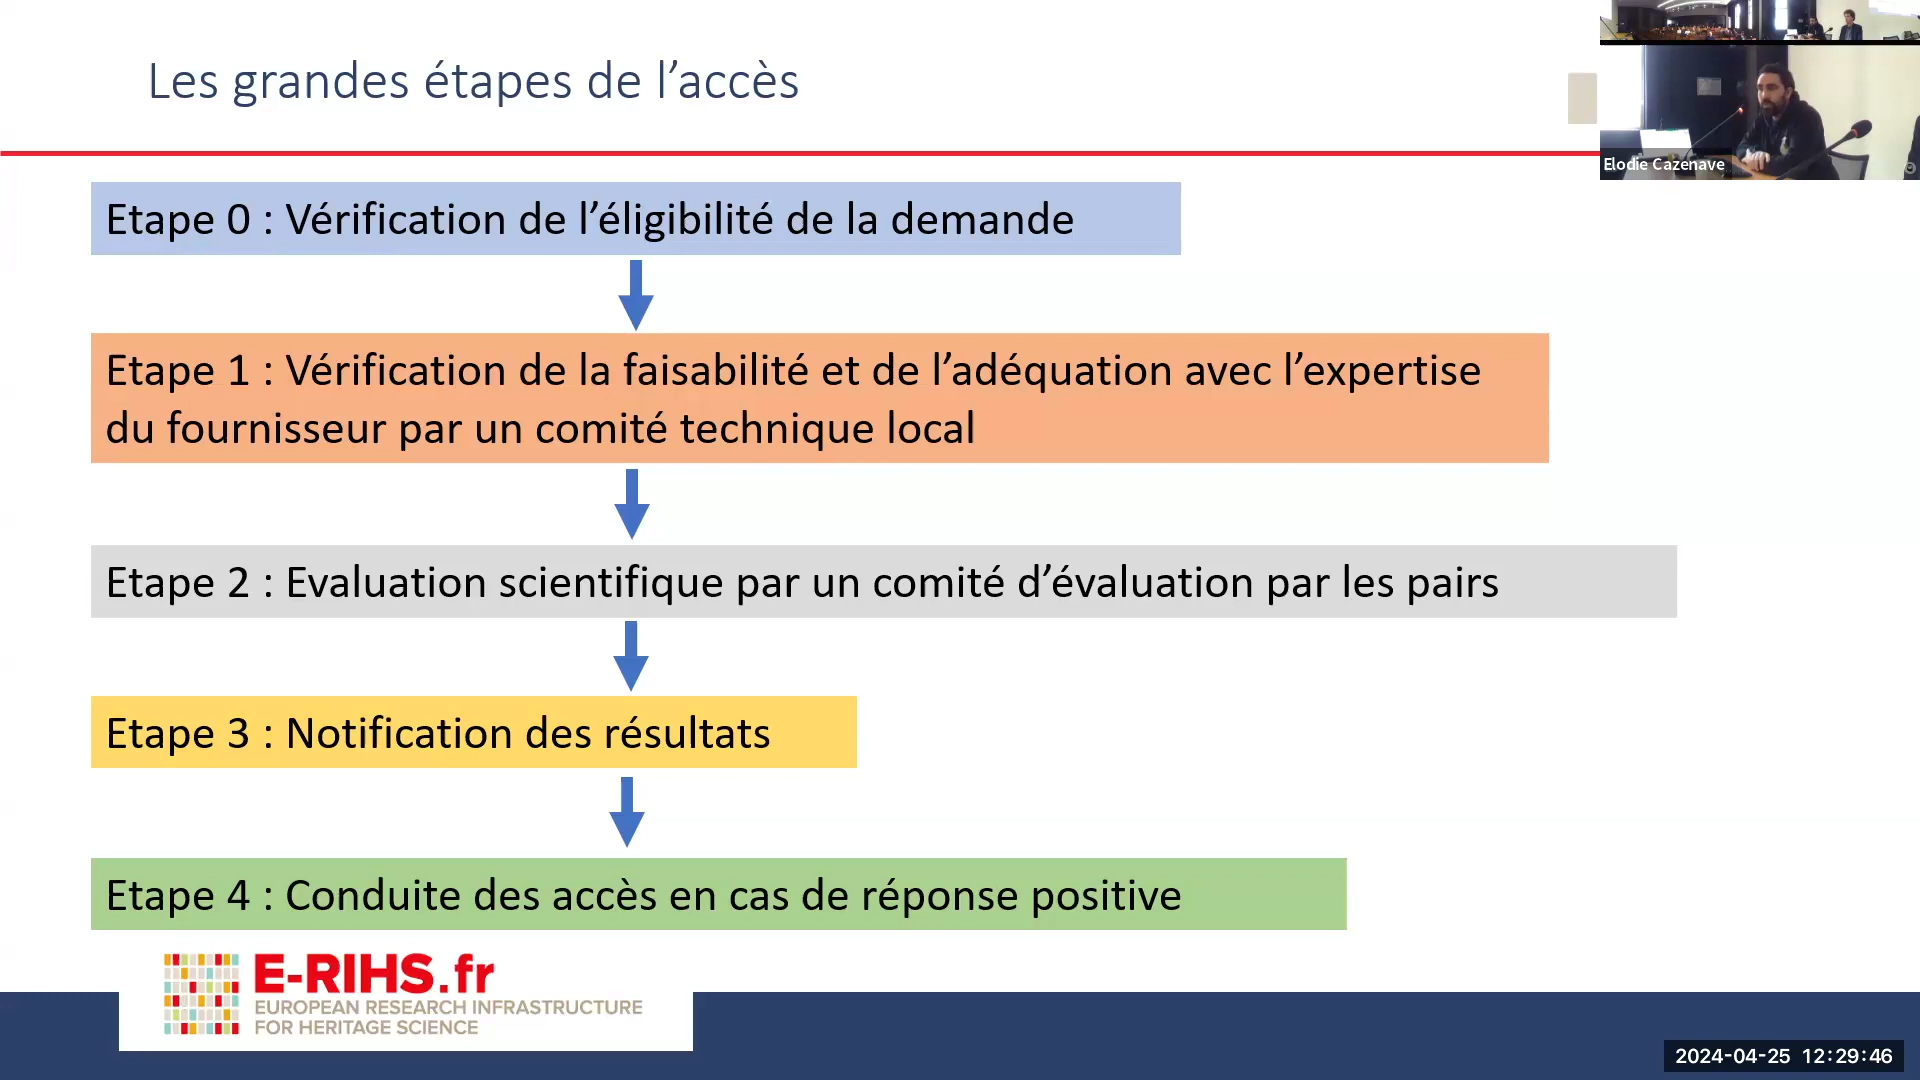 Les grandes étapes de l’accès
Elodie Cazenave
Etape 0 : Vérification de l’éligibilité de la demande
Etape 1 : Vérification de la faisabilité et de l’adéquation avec l’expertise
du fournisseur par un comité technique local
Etape 2 : Evaluation scientifique par un comité d’évaluation par les pairs
Etape 3 : Notification des résultats
Etape 4 : Conduite des accès en cas de réponse positive
E-RIHS.fr
EUROPEAN RESEARCH INFRASTRUCTURE
FOR HERITAGE SCIENCE
2024-04-25 12:29:46